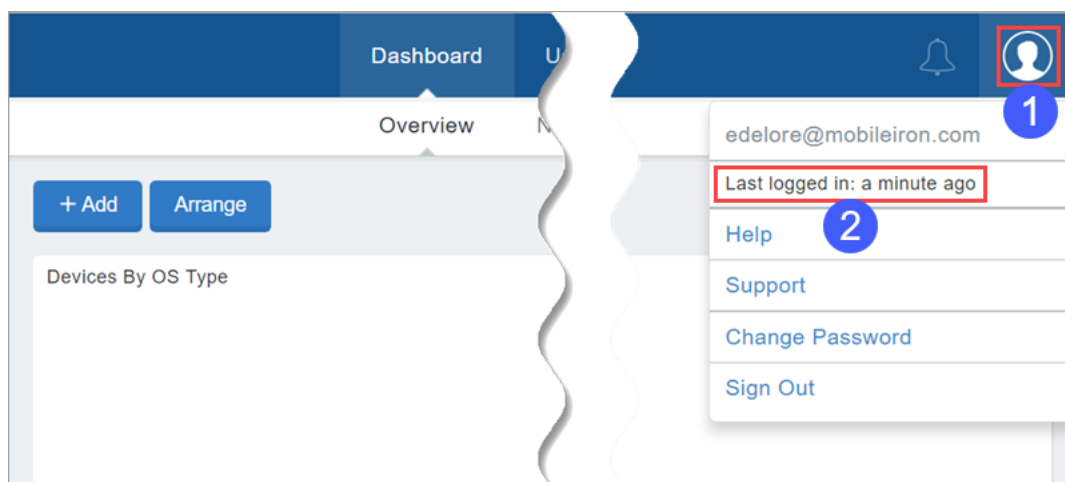 Dashboard
U
1
Overview
N
edelore@mobileiron.com
+ Add
Arrange
Last logged in: a minute ago
2
Help
Devices By OS Type
Support
Change Password
Sign Out